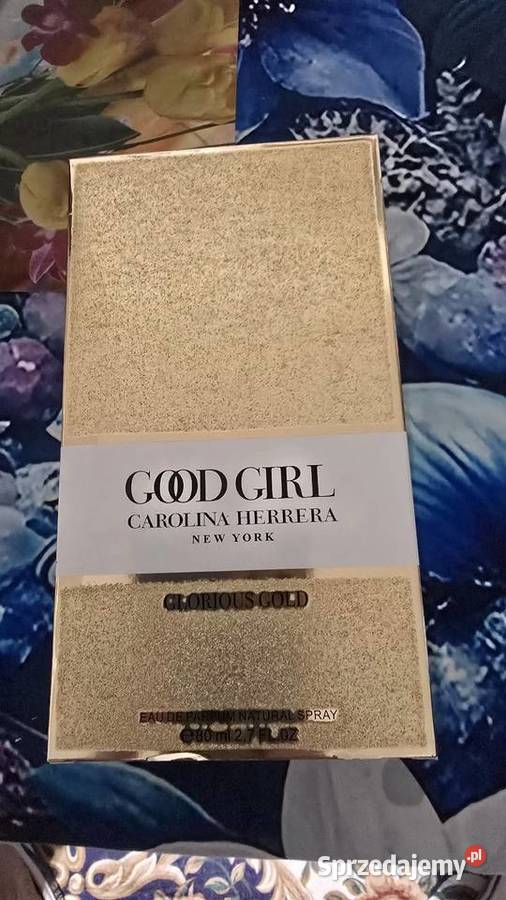 GOOD GIRL
CAROLINA HERRERA
NEW YORK
GLORIOUS GOLD
EAU DE PARFUM NATURAL SPRAY
℮80 ml 2.7 FL.OZ
Sprzedajemy.pl